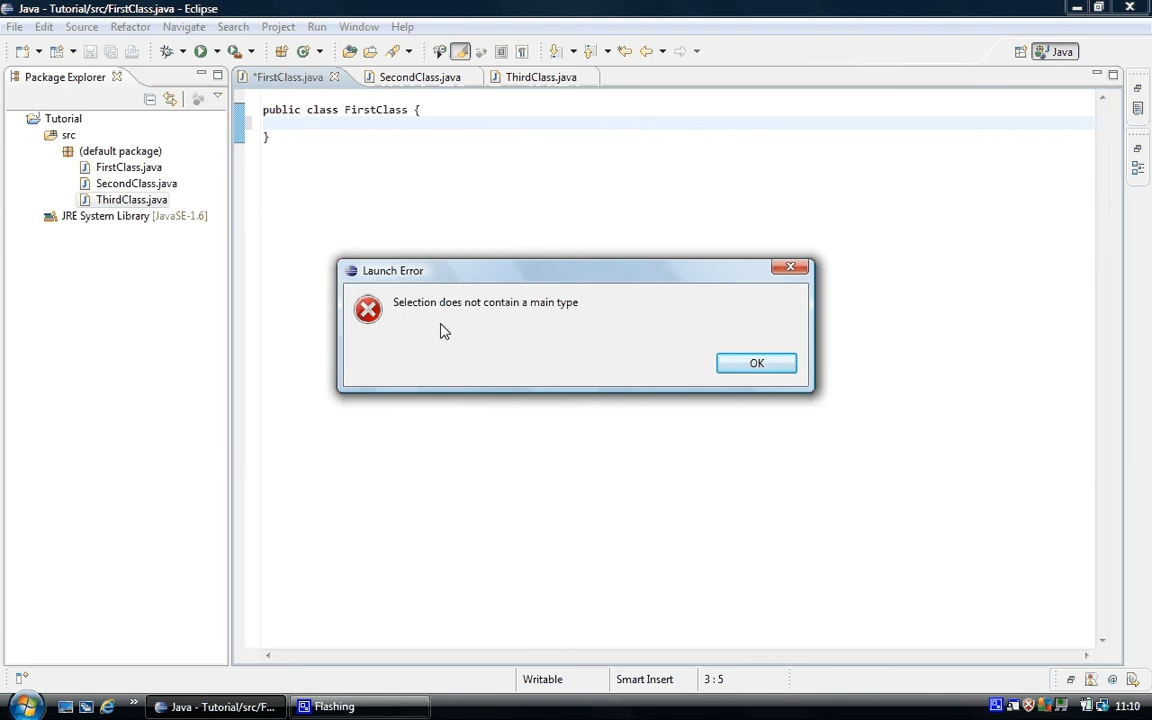 Java - Tutorial/src/FirstClass.java - Eclipse
File Edit Source Refactor Navigate Search Project Run Window Help
Java
Package Explorer
*FirstClass.java SecondClass.java ThirdClass.java
Tutorial
src
(default package)
FirstClass.java
SecondClass.java
ThirdClass.java
JRE System Library [JavaSE-1.6]
public class FirstClass {
}
Launch Error
Selection does not contain a main type
OK
Writable Smart Insert 3 : 5
Java - Tutorial/src/F... Flashing 11:10